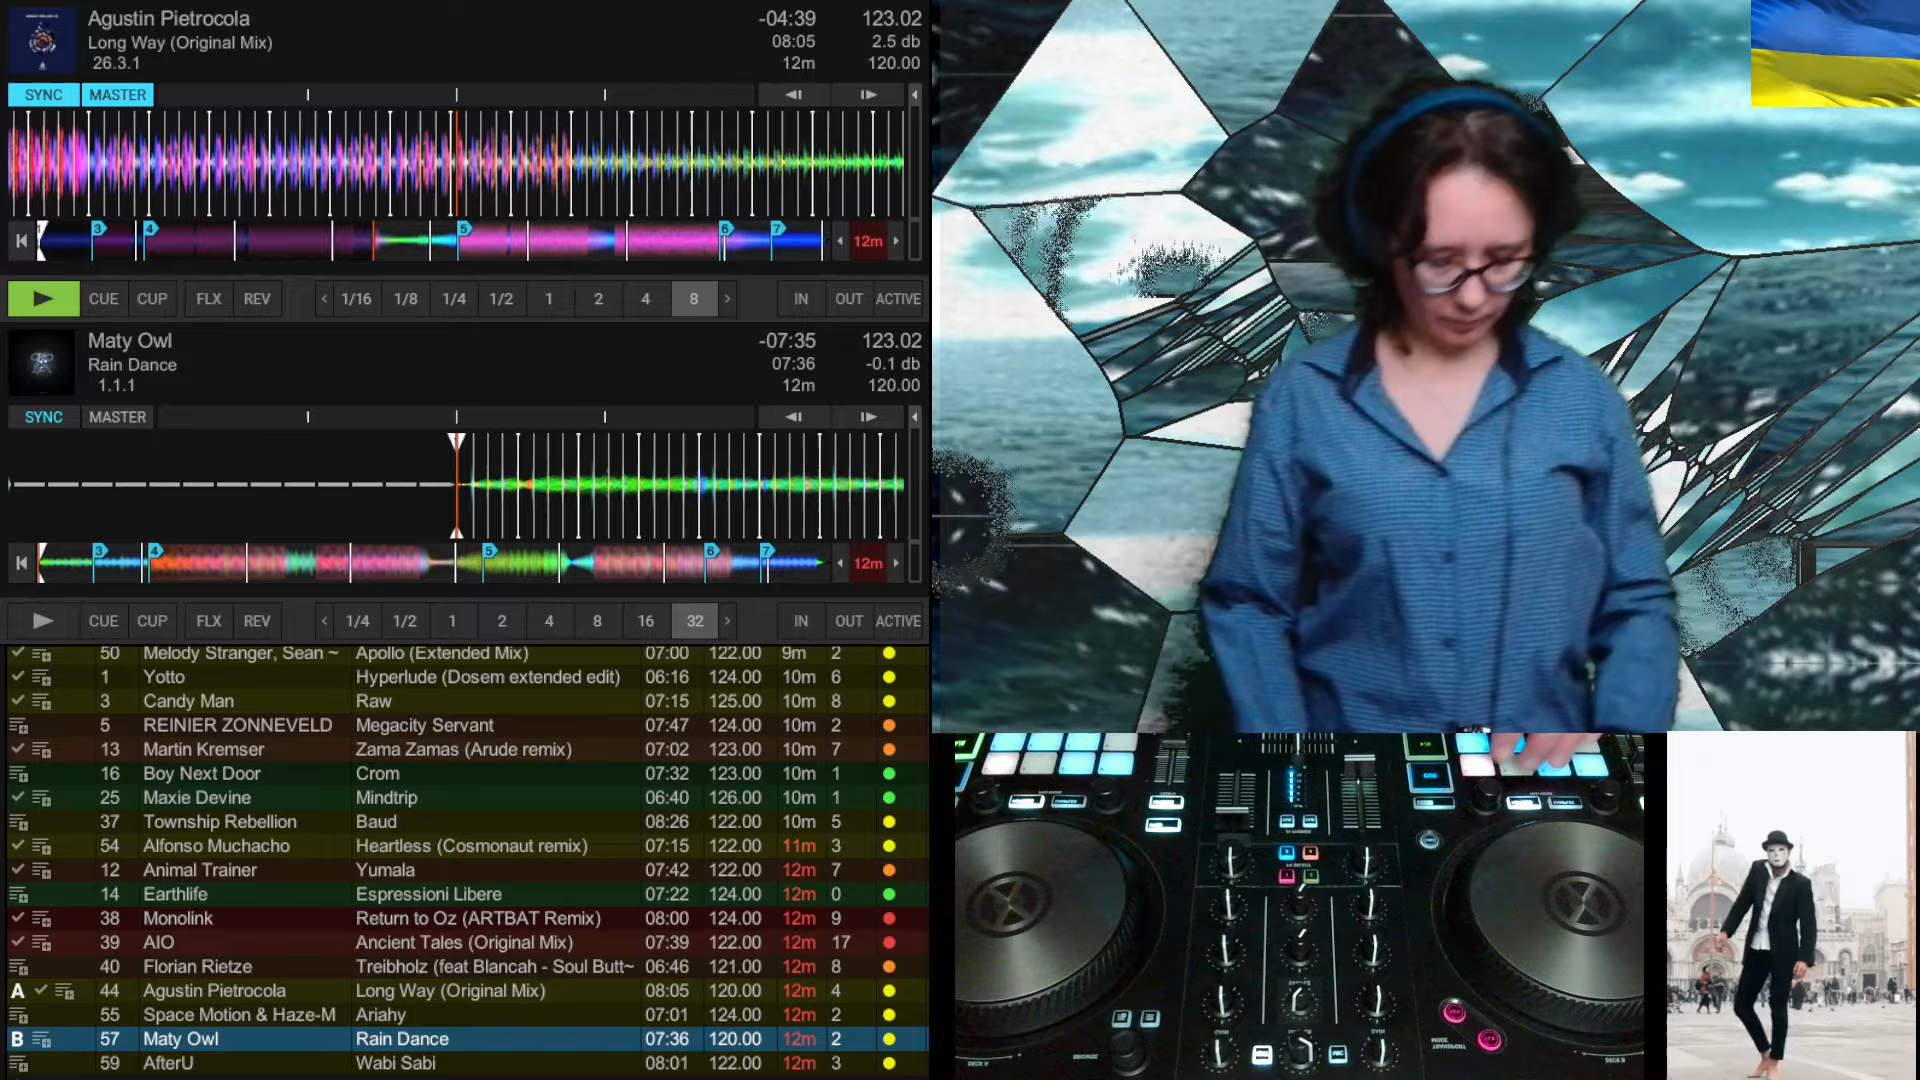 Agustin Pietrocola -04:39 123.02
Long Way (Original Mix) 08:05 2.5 db
26.3.1 12m 120.00
SYNC MASTER
3 4 5 6 7 12m
CUE CUP FLX REV 1/16 1/8 1/4 1/2 1 2 4 8 IN OUT ACTIVE
Maty Owl -07:35 123.02
Rain Dance 07:36 -0.1 db
1.1.1 12m 120.00
SYNC MASTER
3 4 5 6 7 12m
CUE CUP FLX REV 1/4 1/2 1 2 4 8 16 32 IN OUT ACTIVE
50 Melody Stranger, Sean ~ Apollo (Extended Mix) 07:00 122.00 9m 2
1 Yotto Hyperlude (Dosem extended edit) 06:16 124.00 10m 6
3 Candy Man Raw 07:15 125.00 10m 8
5 REINIER ZONNEVELD Megacity Servant 07:47 124.00 10m 2
13 Martin Kremser Zama Zamas (Arude remix) 07:02 123.00 10m 7
16 Boy Next Door Crom 07:32 123.00 10m 1
25 Maxie Devine Mindtrip 06:40 126.00 10m 1
37 Township Rebellion Baud 08:26 122.00 10m 5
54 Alfonso Muchacho Heartless (Cosmonaut remix) 07:15 122.00 11m 3
12 Animal Trainer Yumala 07:42 122.00 12m 7
14 Earthlife Espressioni Libere 07:22 124.00 12m 0
38 Monolink Return to Oz (ARTBAT Remix) 08:00 124.00 12m 9
39 AIO Ancient Tales (Original Mix) 07:39 122.00 12m 17
40 Florian Rietze Treibholz (feat Blancah - Soul Butt~ 06:46 121.00 12m 8
A 44 Agustin Pietrocola Long Way (Original Mix) 08:05 120.00 12m 4
55 Space Motion & Haze-M Ariahy 07:01 124.00 12m 2
B 57 Maty Owl Rain Dance 07:36 120.00 12m 2
59 AfterU Wabi Sabi 08:01 122.00 12m 3